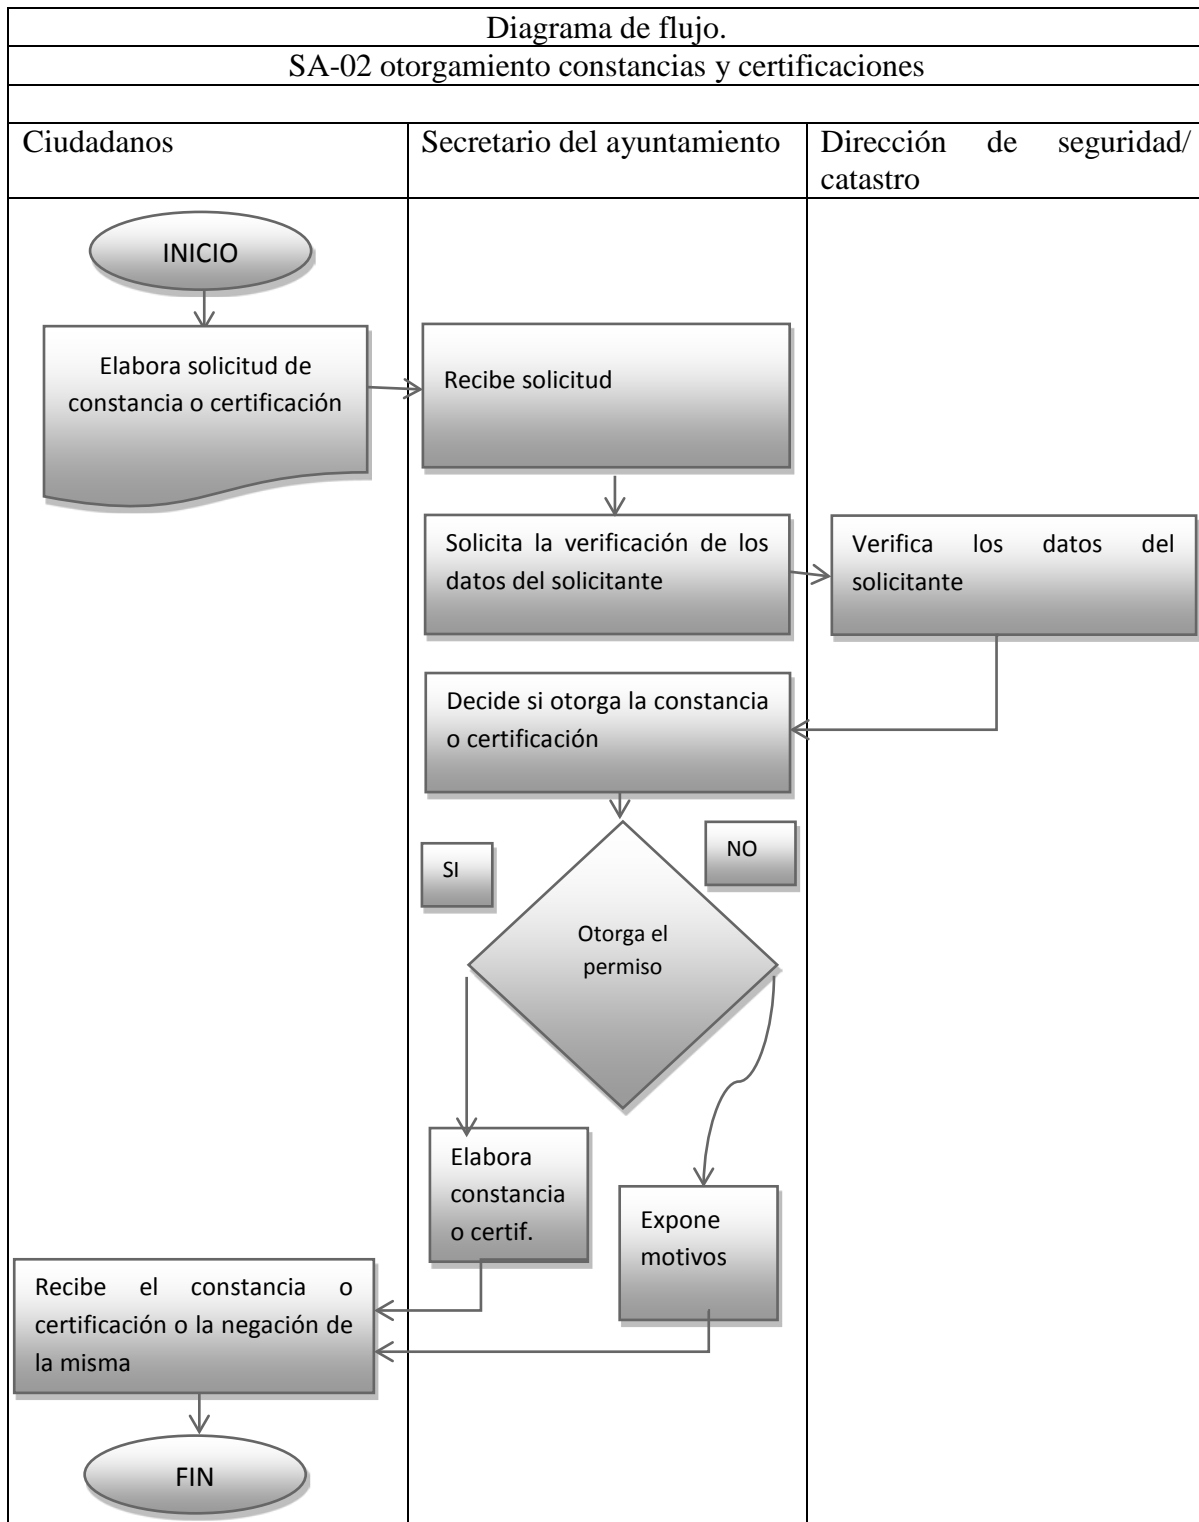 Diagrama de flujo.
SA-02 otorgamiento constancias y certificaciones
Ciudadanos
Secretario del ayuntamiento
Dirección de seguridad/
catastro
INICIO
Elabora solicitud de
constancia o certificación
Recibe solicitud
Solicita la verificación de los
datos del solicitante
Verifica los datos del
solicitante
Decide si otorga la constancia
o certificación
SI
NO
Otorga el
permiso
Elabora
constancia
o certif.
Expone
motivos
Recibe el constancia o
certificación o la negación de
la misma
FIN